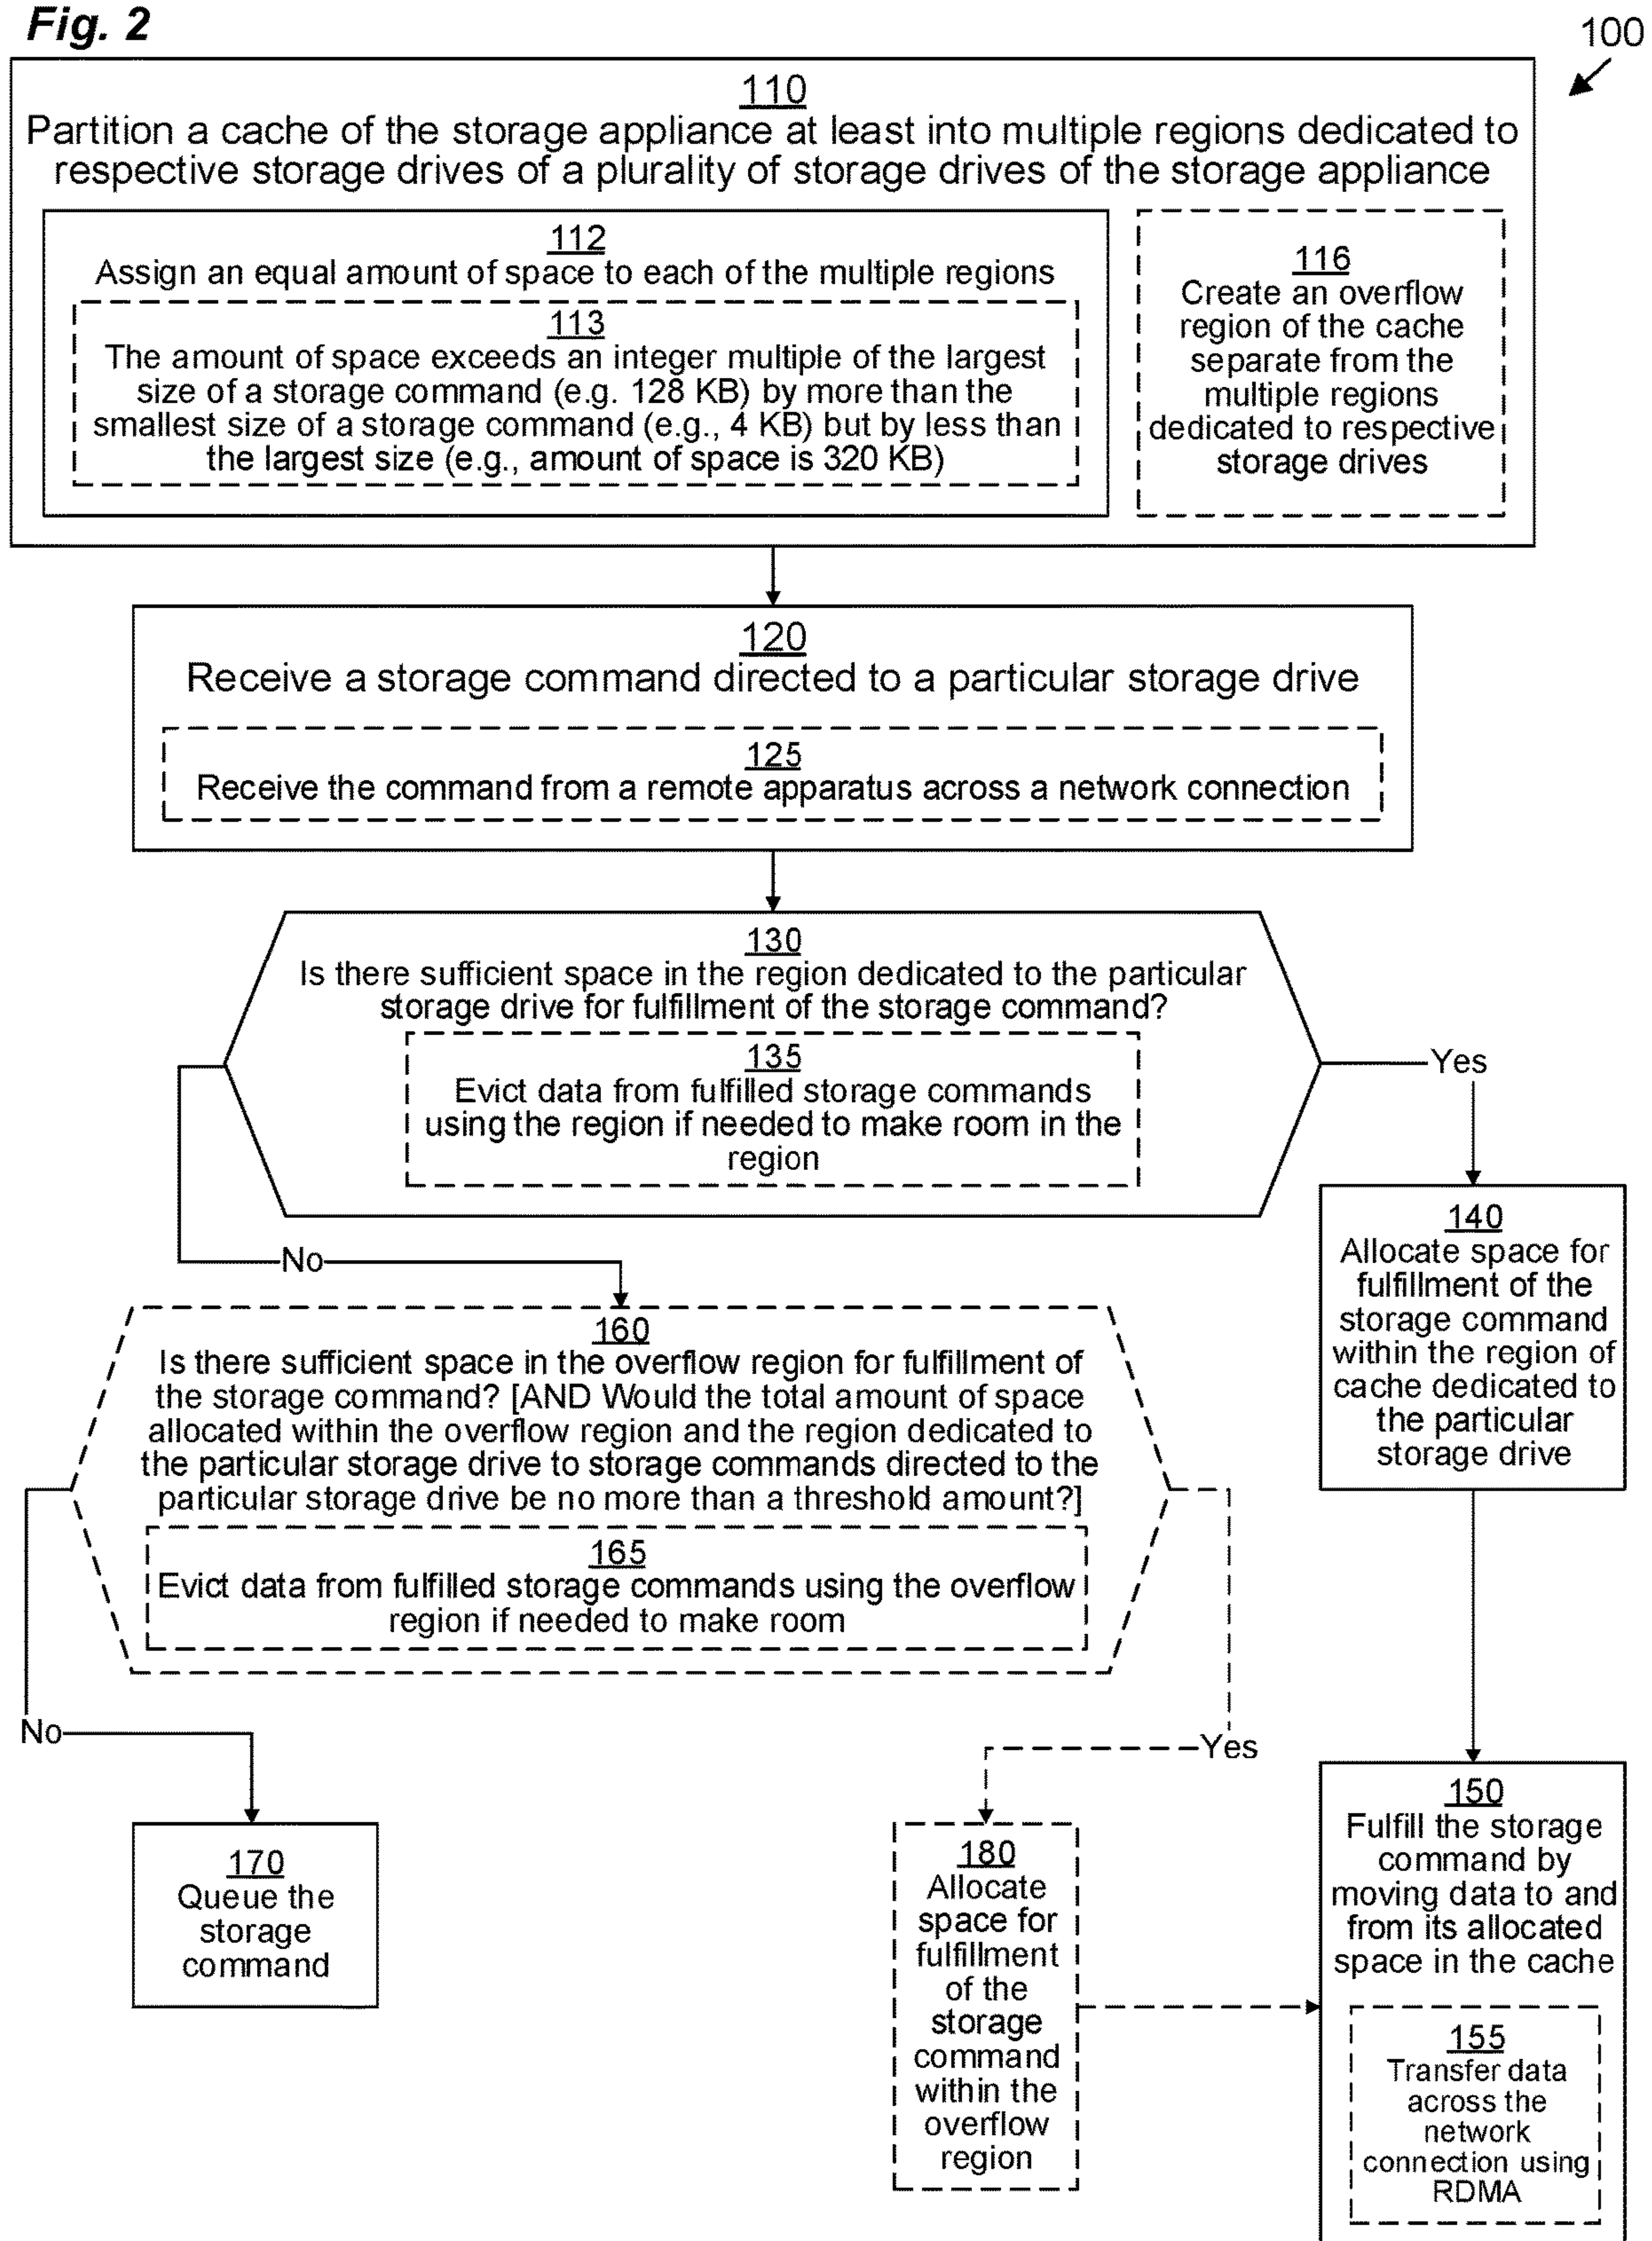 Fig. 2
100
110
Partition a cache of the storage appliance at least into multiple regions dedicated to
respective storage drives of a plurality of storage drives of the storage appliance
112
Assign an equal amount of space to each of the multiple regions
113
The amount of space exceeds an integer multiple of the largest
size of a storage command (e.g. 128 KB) by more than the
smallest size of a storage command (e.g., 4 KB) but by less than
the largest size (e.g., amount of space is 320 KB)
116
Create an overflow
region of the cache
separate from the
multiple regions
dedicated to respective
storage drives
120
Receive a storage command directed to a particular storage drive
125
Receive the command from a remote apparatus across a network connection
130
Is there sufficient space in the region dedicated to the particular
storage drive for fulfillment of the storage command?
135
Evict data from fulfilled storage commands
using the region if needed to make room in the
region
Yes
No
140
Allocate space for
fulfillment of the
storage command
within the region of
cache dedicated to
the particular
storage drive
160
Is there sufficient space in the overflow region for fulfillment of
the storage command? [AND Would the total amount of space
allocated within the overflow region and the region dedicated to
the particular storage drive to storage commands directed to the
particular storage drive be no more than a threshold amount?]
165
Evict data from fulfilled storage commands using the overflow
region if needed to make room
No
Yes
170
Queue the
storage
command
180
Allocate
space for
fulfillment
of the
storage
command
within the
overflow
region
150
Fulfill the storage
command by
moving data to and
from its allocated
space in the cache
155
Transfer data
across the
network
connection using
RDMA